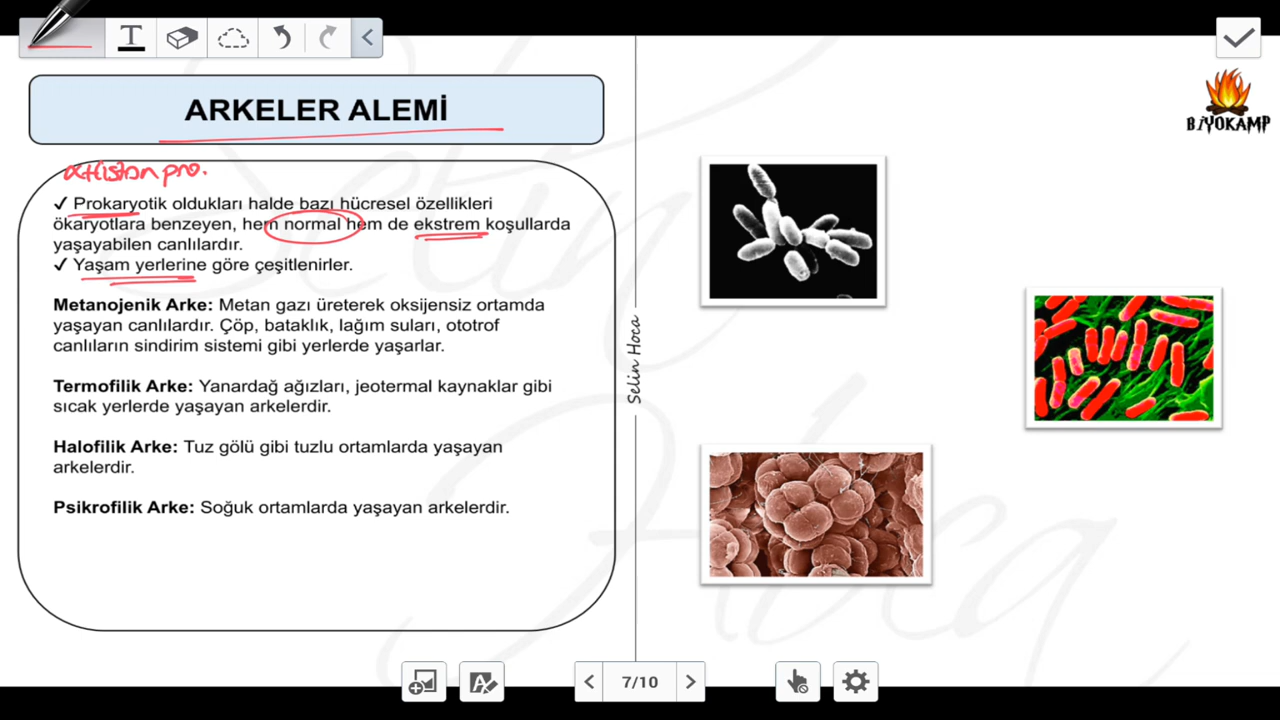 T
ARKELER ALEMİ
BİYOKAMP
✗Histon pro.
✓ Prokaryotik oldukları halde bazı hücresel özellikleri
ökaryotlara benzeyen, hem normal hem de ekstrem koşullarda
yaşayabilen canlılardır.
✓ Yaşam yerlerine göre çeşitlenirler.
Metanojenik Arke: Metan gazı üreterek oksijensiz ortamda
yaşayan canlılardır. Çöp, bataklık, lağım suları, ototrof
canlıların sindirim sistemi gibi yerlerde yaşarlar.
Termofilik Arke: Yanardağ ağızları, jeotermal kaynaklar gibi
sıcak yerlerde yaşayan arkelerdir.
Halofilik Arke: Tuz gölü gibi tuzlu ortamlarda yaşayan
arkelerdir.
Psikrofilik Arke: Soğuk ortamlarda yaşayan arkelerdir.
Selin Hoca
Selin Hoca
7/10